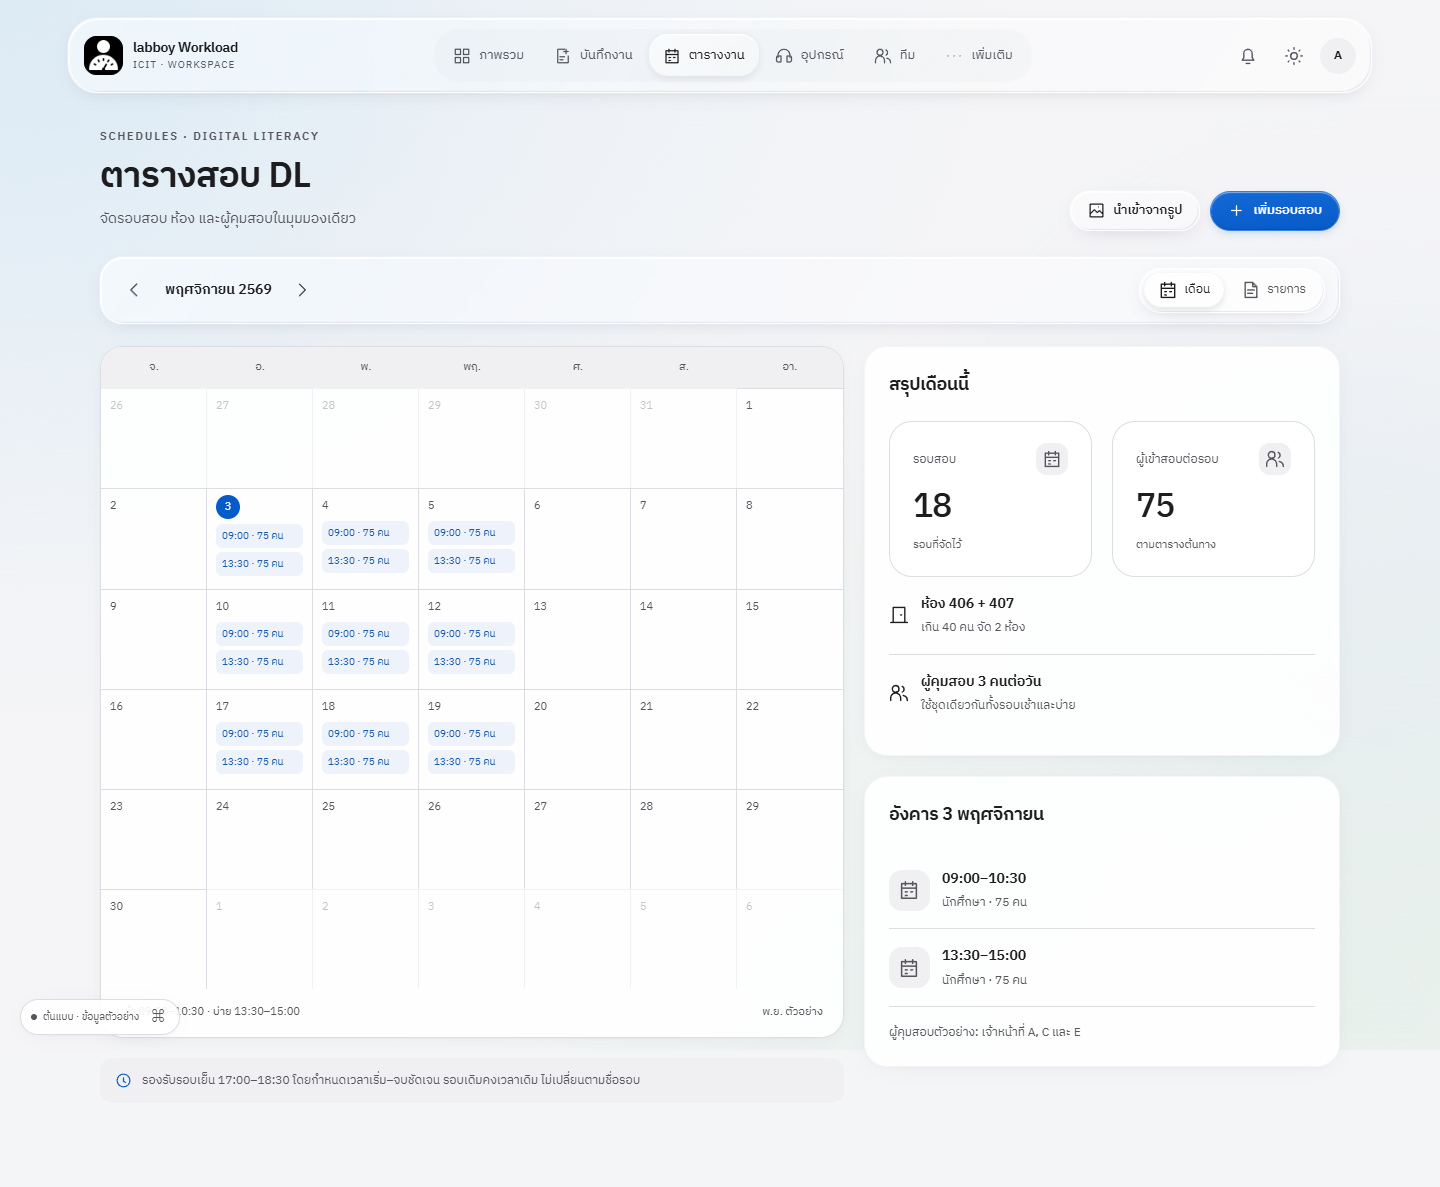 labboy Workload
ICIT · WORKSPACE
ภาพรวม
บันทึกงาน
ตารางงาน
อุปกรณ์
ทีม
··· เพิ่มเติม
A
SCHEDULES · DIGITAL LITERACY
ตารางสอบ DL
จัดรอบสอบ ห้อง และผู้คุมสอบในมุมมองเดียว
นำเข้าจากรูป
+ เพิ่มรอบสอบ
พฤศจิกายน 2569
เดือน
รายการ
จ. อ. พ. พฤ. ศ. ส. อา.
26 27 28 29 30 31 1
2 3 4 5 6 7 8
09:00 · 75 คน 09:00 · 75 คน 09:00 · 75 คน
13:30 · 75 คน 13:30 · 75 คน 13:30 · 75 คน
9 10 11 12 13 14 15
09:00 · 75 คน 09:00 · 75 คน 09:00 · 75 คน
13:30 · 75 คน 13:30 · 75 คน 13:30 · 75 คน
16 17 18 19 20 21 22
09:00 · 75 คน 09:00 · 75 คน 09:00 · 75 คน
13:30 · 75 คน 13:30 · 75 คน 13:30 · 75 คน
23 24 25 26 27 28 29
30 1 2 3 4 5 6
10:30 · บ่าย 13:30–15:00
พ.ย. ตัวอย่าง
ต้นแบบ · ข้อมูลตัวอย่าง ⌘
รองรับรอบเย็น 17:00–18:30 โดยกำหนดเวลาเริ่ม–จบชัดเจน รอบเดิมคงเวลาเดิม ไม่เปลี่ยนตามชื่อรอบ
สรุปเดือนนี้
รอบสอบ
18
รอบที่จัดไว้
ผู้เข้าสอบต่อรอบ
75
ตามตารางต้นทาง
ห้อง 406 + 407
เกิน 40 คน จัด 2 ห้อง
ผู้คุมสอบ 3 คนต่อวัน
ใช้ชุดเดียวกันทั้งรอบเช้าและบ่าย
อังคาร 3 พฤศจิกายน
09:00–10:30
นักศึกษา · 75 คน
13:30–15:00
นักศึกษา · 75 คน
ผู้คุมสอบตัวอย่าง: เจ้าหน้าที่ A, C และ E